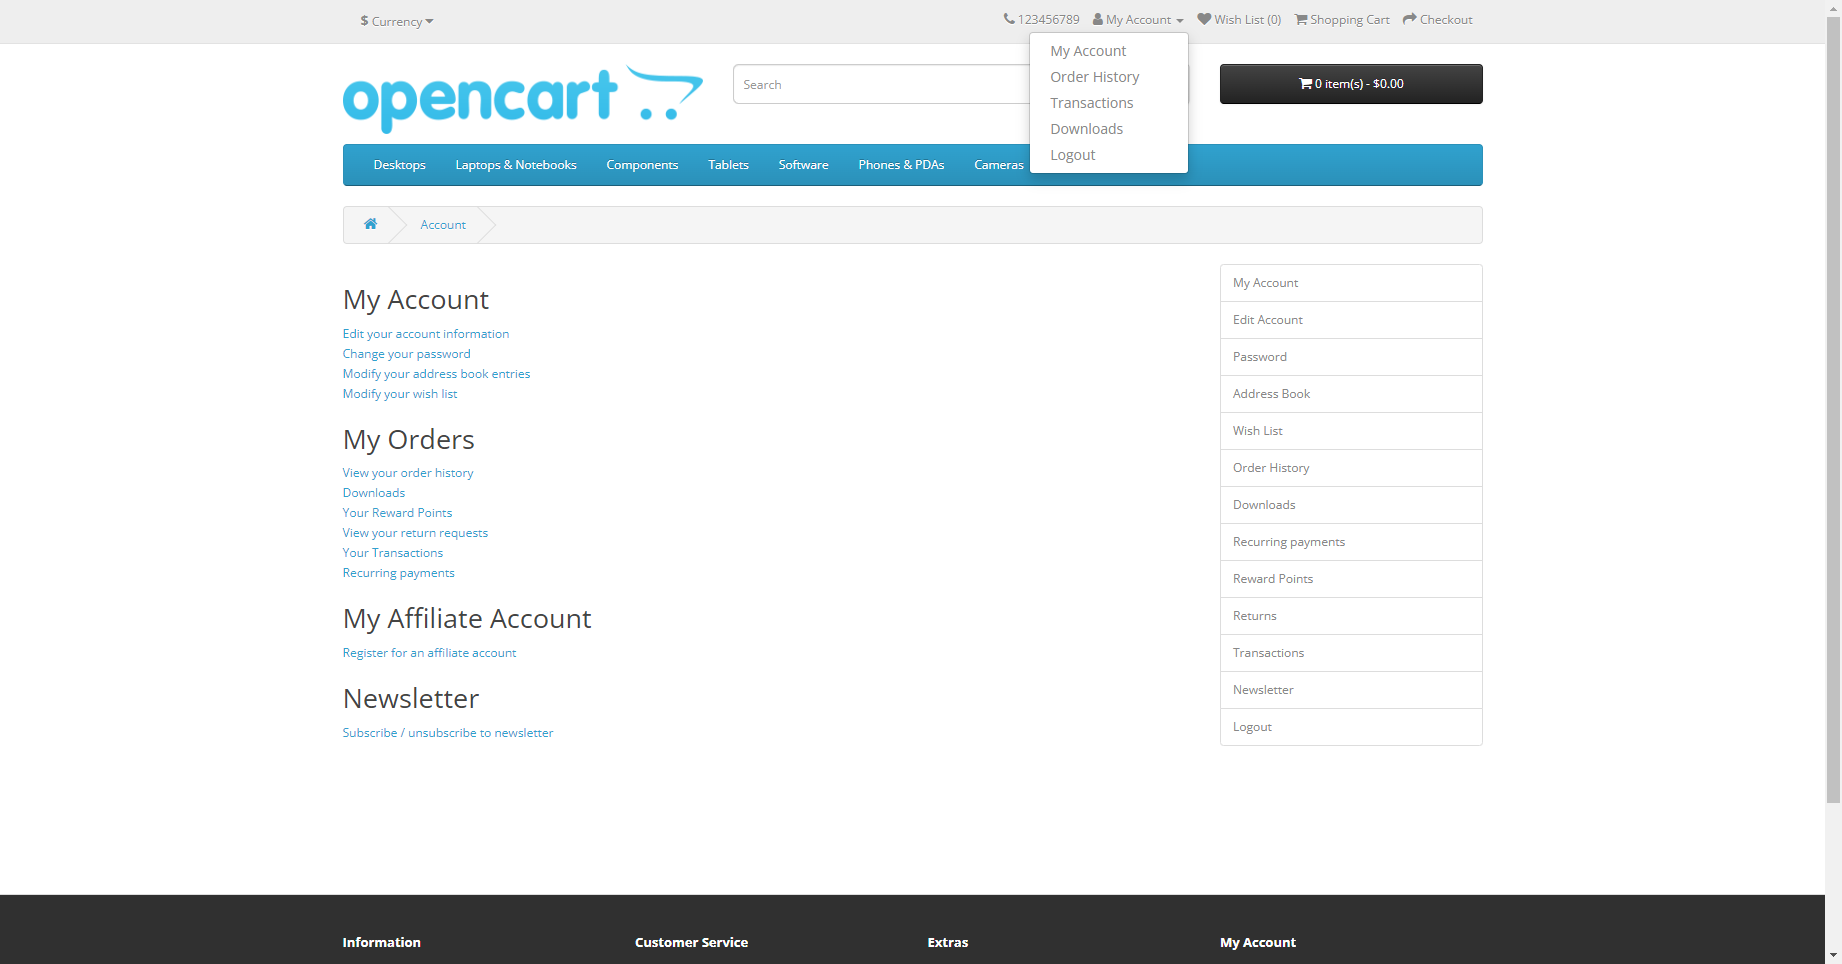 $ Currency
123456789 My Account Wish List (0) Shopping Cart Checkout
My Account
Order History
Transactions
Downloads
Logout
opencart
Search
0 item(s) - $0.00
Desktops Laptops & Notebooks Components Tablets Software Phones & PDAs Cameras
Account
My Account
Edit your account information
Change your password
Modify your address book entries
Modify your wish list
My Orders
View your order history
Downloads
Your Reward Points
View your return requests
Your Transactions
Recurring payments
My Affiliate Account
Register for an affiliate account
Newsletter
Subscribe / unsubscribe to newsletter
My Account
Edit Account
Password
Address Book
Wish List
Order History
Downloads
Recurring payments
Reward Points
Returns
Transactions
Newsletter
Logout
Information Customer Service Extras My Account